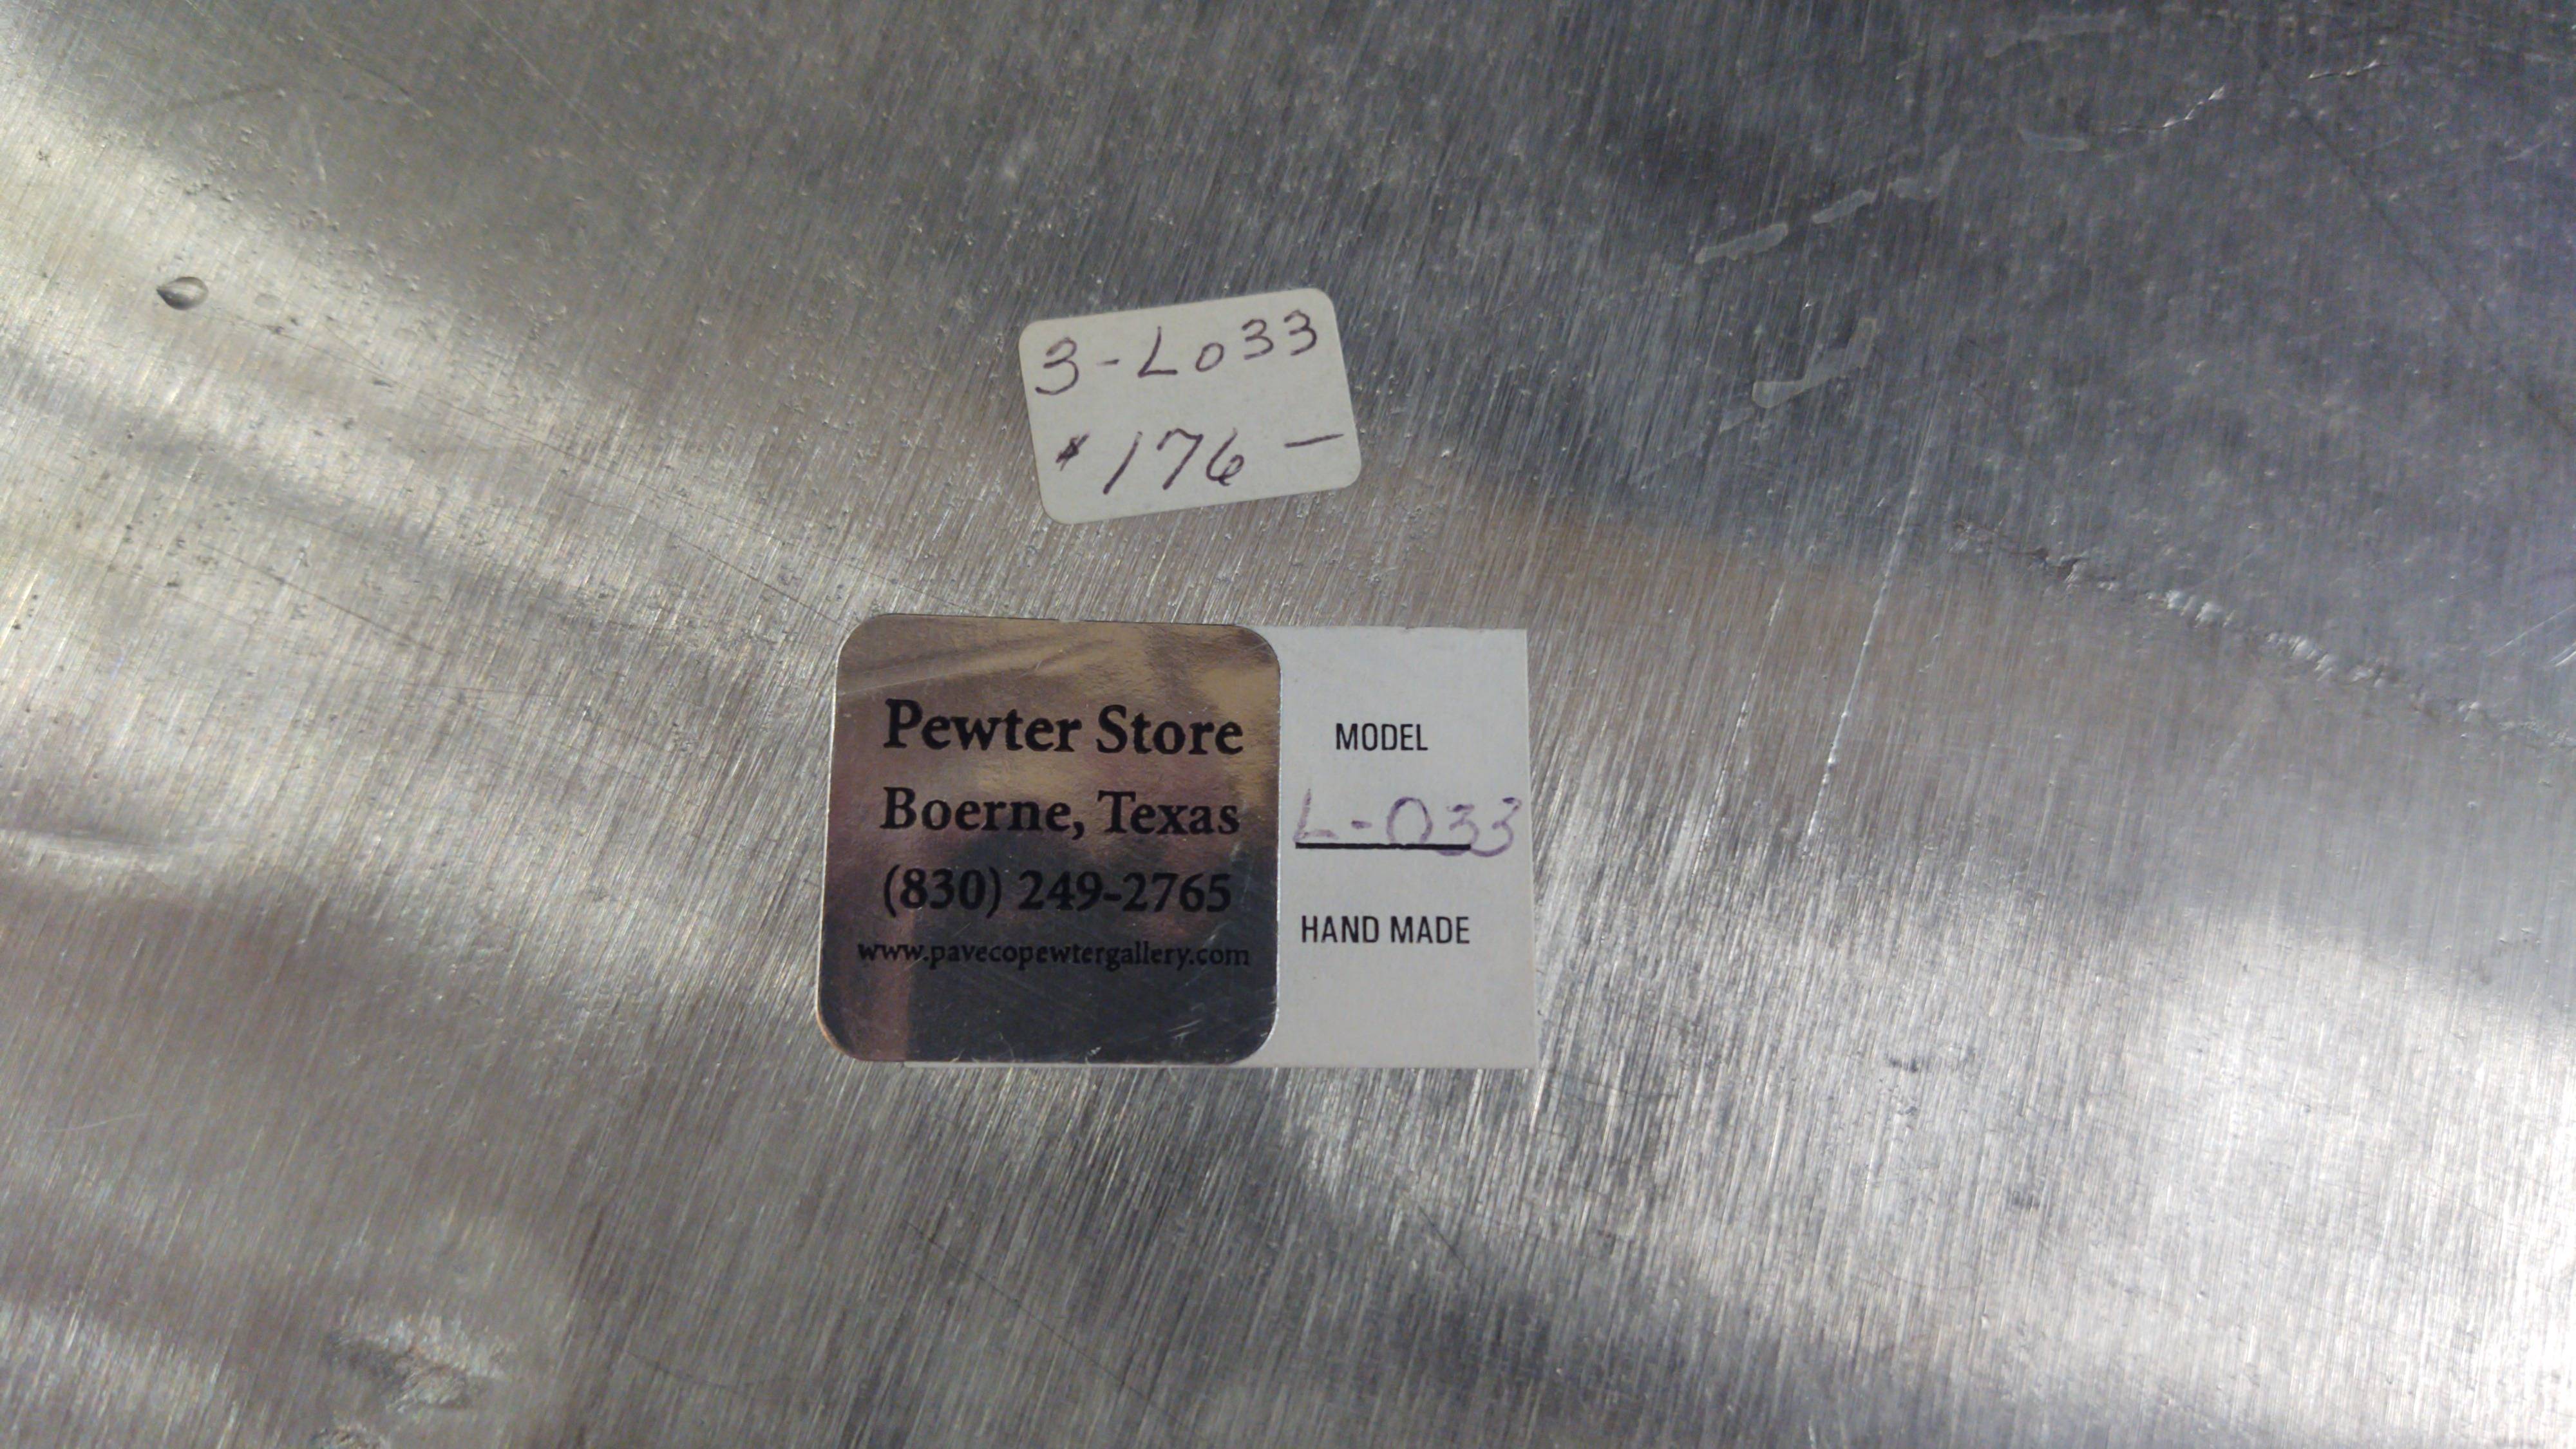 3-L033
$176-
Pewter Store
Boerne, Texas
(830) 249-2765
www.pavecopewtergallery.com
MODEL
L-033
HAND MADE